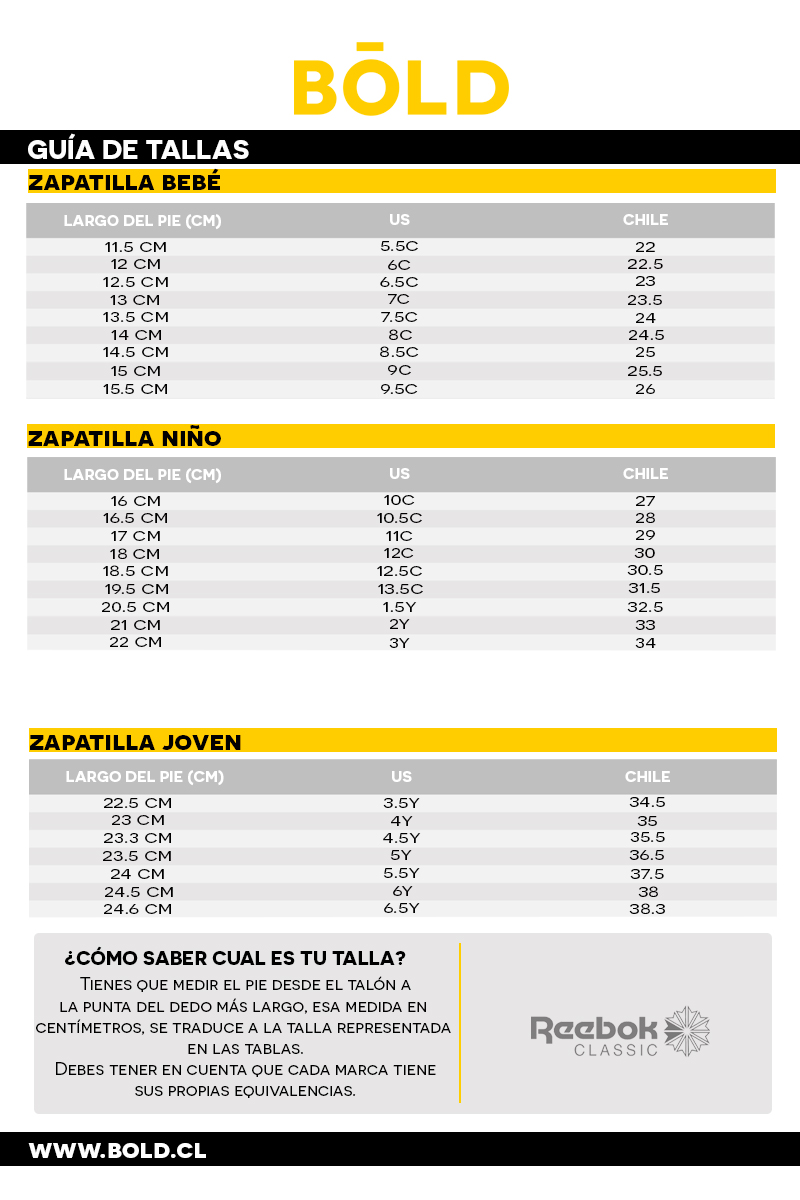 BŌLD
GUÍA DE TALLAS
ZAPATILLA BEBÉ
LARGO DEL PIE (CM) US CHILE
11.5 CM 5.5C 22
12 CM 6C 22.5
12.5 CM 6.5C 23
13 CM 7C 23.5
13.5 CM 7.5C 24
14 CM 8C 24.5
14.5 CM 8.5C 25
15 CM 9C 25.5
15.5 CM 9.5C 26
ZAPATILLA NIÑO
LARGO DEL PIE (CM) US CHILE
16 CM 10C 27
16.5 CM 10.5C 28
17 CM 11C 29
18 CM 12C 30
18.5 CM 12.5C 30.5
19.5 CM 13.5C 31.5
20.5 CM 1.5Y 32.5
21 CM 2Y 33
22 CM 3Y 34
ZAPATILLA JOVEN
LARGO DEL PIE (CM) US CHILE
22.5 CM 3.5Y 34.5
23 CM 4Y 35
23.3 CM 4.5Y 35.5
23.5 CM 5Y 36.5
24 CM 5.5Y 37.5
24.5 CM 6Y 38
24.6 CM 6.5Y 38.3
¿CÓMO SABER CUAL ES TU TALLA?
TIENES QUE MEDIR EL PIE DESDE EL TALÓN A
LA PUNTA DEL DEDO MÁS LARGO, ESA MEDIDA EN
CENTÍMETROS, SE TRADUCE A LA TALLA REPRESENTADA
EN LAS TABLAS.
DEBES TENER EN CUENTA QUE CADA MARCA TIENE
SUS PROPIAS EQUIVALENCIAS.
Reebok
CLASSIC
WWW.BOLD.CL